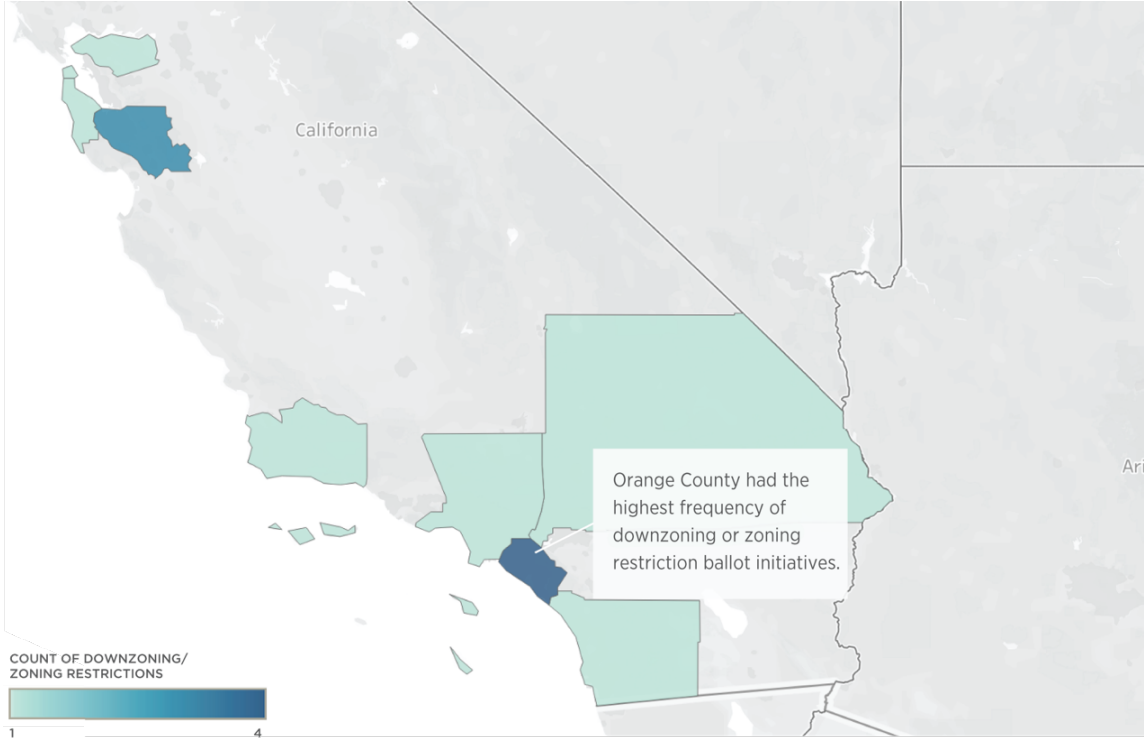 California
Ari
Orange County had the
highest frequency of
downzoning or zoning
restriction ballot initiatives.
COUNT OF DOWNZONING/
ZONING RESTRICTIONS
1 4